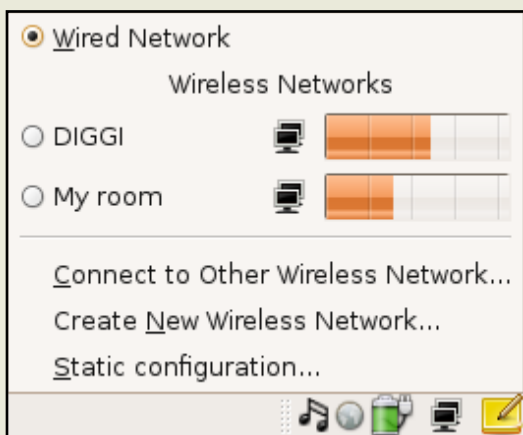 Wired Network
Wireless Networks
DIGGI
My room
Connect to Other Wireless Network...
Create New Wireless Network...
Static configuration...